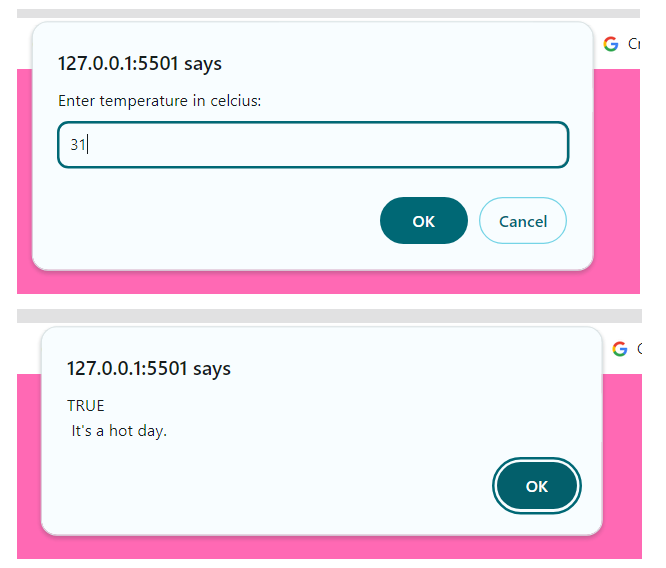 127.0.0.1:5501 says
Enter temperature in celcius:
31
OK
Cancel
127.0.0.1:5501 says
TRUE
It's a hot day.
OK